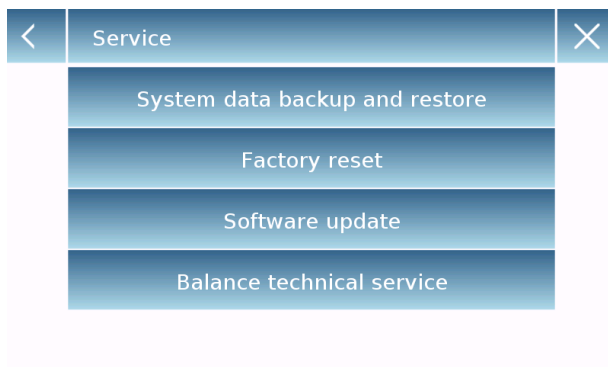 Service
System data backup and restore
Factory reset
Software update
Balance technical service